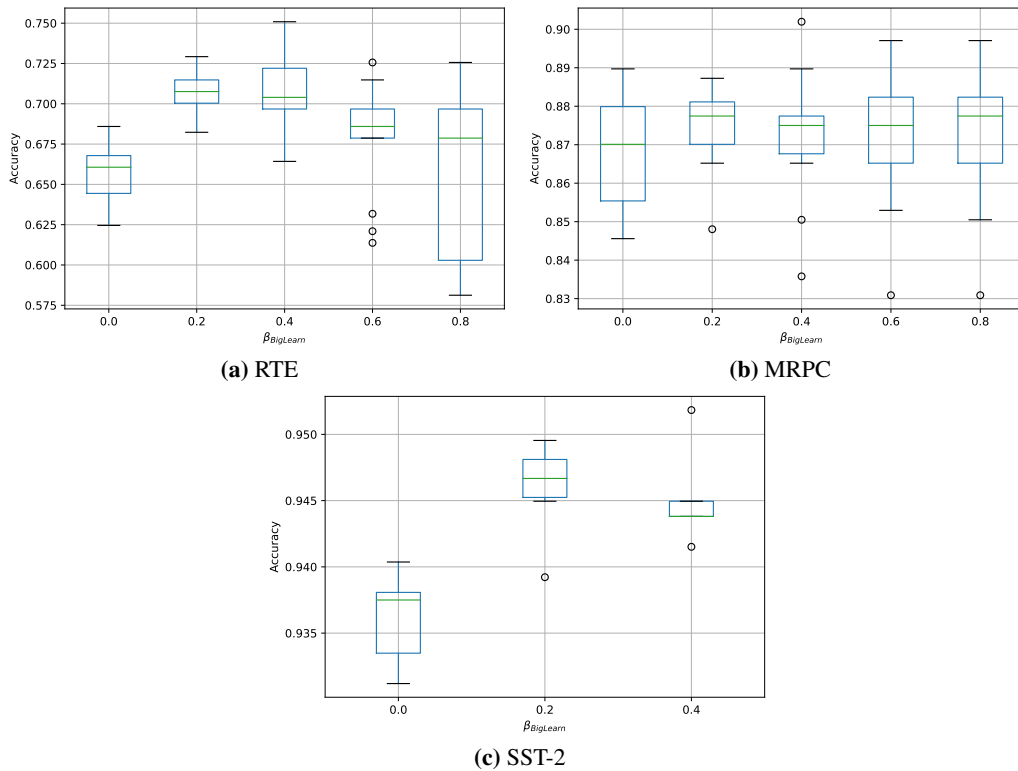 0.750
0.725
0.700
0.675
0.650
0.625
0.600
0.575
Accuracy
0.0 0.2 0.4 0.6 0.8
βBigLearn
(a) RTE
0.90
0.89
0.88
0.87
0.86
0.85
0.84
0.83
Accuracy
0.0 0.2 0.4 0.6 0.8
βBigLearn
(b) MRPC
0.950
0.945
0.940
0.935
Accuracy
0.0 0.2 0.4
βBigLearn
(c) SST-2